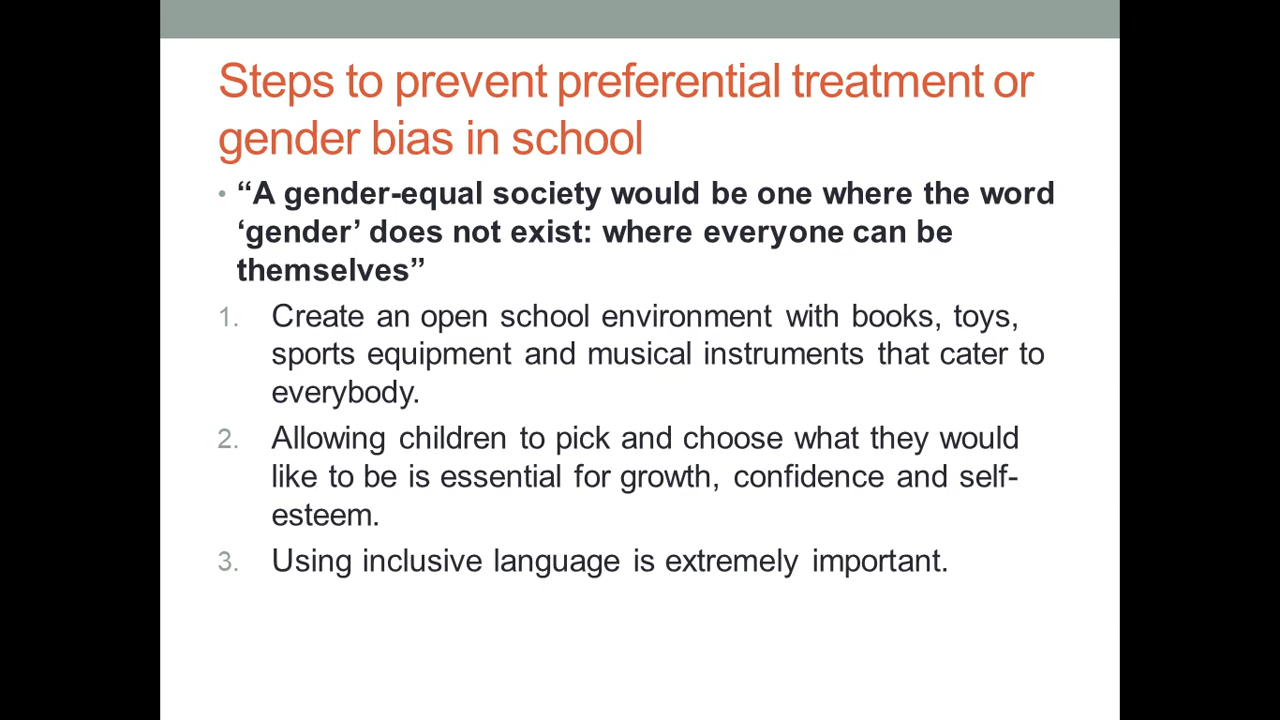 Steps to prevent preferential treatment or
gender bias in school
• “A gender-equal society would be one where the word
‘gender’ does not exist: where everyone can be
themselves”
1. Create an open school environment with books, toys,
sports equipment and musical instruments that cater to
everybody.
2. Allowing children to pick and choose what they would
like to be is essential for growth, confidence and self-
esteem.
3. Using inclusive language is extremely important.